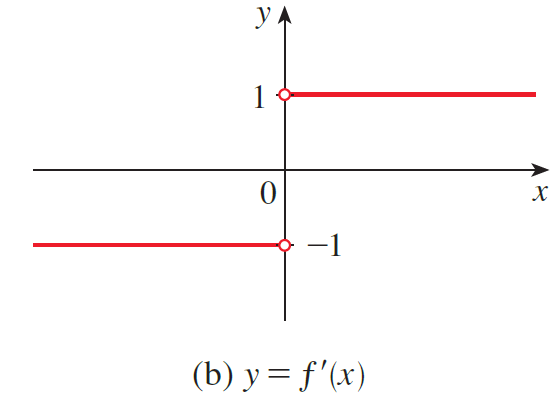 y
1
0
x
−1
(b) y = f′(x)